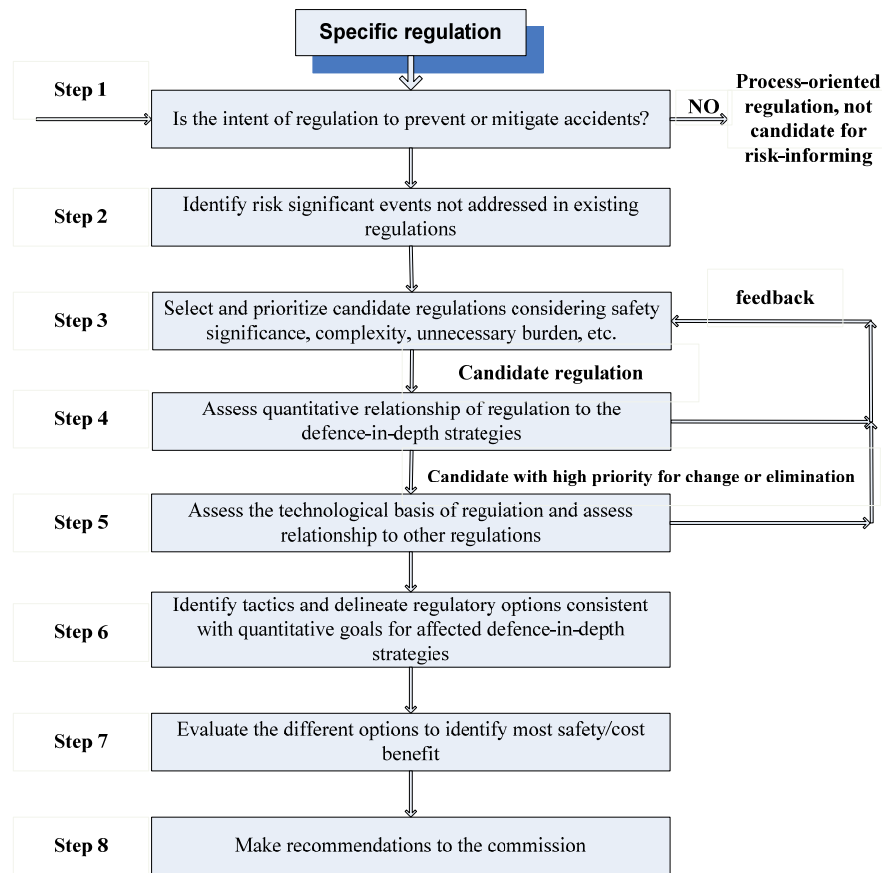 Specific regulation
Step 1
Is the intent of regulation to prevent or mitigate accidents?
NO
Process-oriented
regulation, not
candidate for
risk-informing
Step 2
Identify risk significant events not addressed in existing
regulations
Step 3
Select and prioritize candidate regulations considering safety
significance, complexity, unnecessary burden, etc.
feedback
Candidate regulation
Step 4
Assess quantitative relationship of regulation to the
defence-in-depth strategies
Candidate with high priority for change or elimination
Step 5
Assess the technological basis of regulation and assess
relationship to other regulations
Step 6
Identify tactics and delineate regulatory options consistent
with quantitative goals for affected defence-in-depth
strategies
Step 7
Evaluate the different options to identify most safety/cost
benefit
Step 8
Make recommendations to the commission